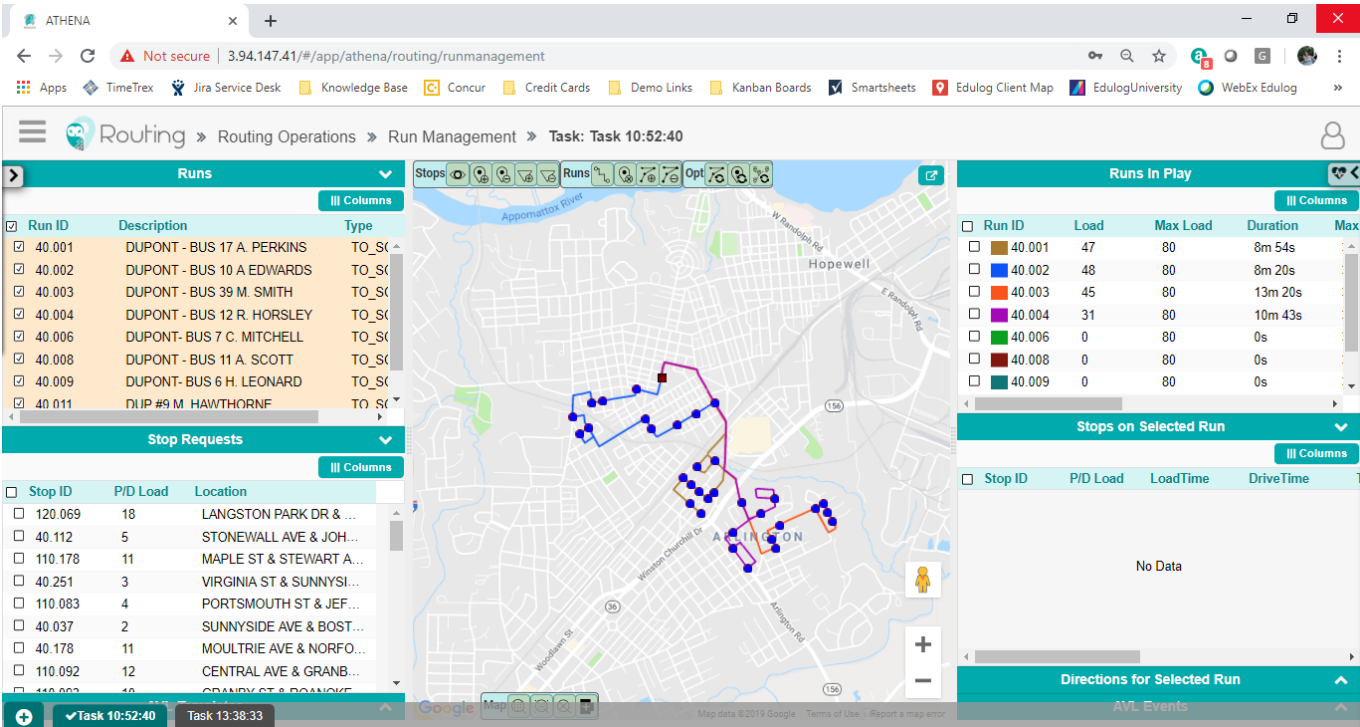 ATHENA
Not secure | 3.94.147.41/#/app/athena/routing/runmanagement
8
G
Apps TimeTrex Jira Service Desk Knowledge Base Concur Credit Cards Demo Links Kanban Boards Smartsheets Edulog Client Map EdulogUniversity WebEx Edulog »
Routing » Routing Operations » Run Management » Task: Task 10:52:40
Runs
Columns
Run ID Description Type
40.001 DUPONT - BUS 17 A. PERKINS TO_SC
40.002 DUPONT - BUS 10 A EDWARDS TO_SC
40.003 DUPONT - BUS 39 M. SMITH TO_SC
40.004 DUPONT - BUS 12 R. HORSLEY TO_SC
40.006 DUPONT- BUS 7 C. MITCHELL TO_SC
40.008 DUPONT - BUS 11 A. SCOTT TO_SC
40.009 DUPONT- BUS 6 H. LEONARD TO_SC
40.011 DUP #9 M. HAWTHORNE TO_SC
Stop Requests
Columns
Stop ID P/D Load Location
120.069 18 LANGSTON PARK DR & ...
40.112 5 STONEWALL AVE & JOH...
110.178 11 MAPLE ST & STEWART A...
40.251 3 VIRGINIA ST & SUNNYSI...
110.083 4 PORTSMOUTH ST & JEF...
40.037 2 SUNNYSIDE AVE & BOST...
40.178 11 MOULTRIE AVE & NORFO...
110.092 12 CENTRAL AVE & GRANB...
Task 10:52:40 Task 13:38:33
Stops Runs Opt
Appomattox River
W Randolph Rd
Hopewell
E Randolph Rd
156
ARLINGTON
Winston Churchill Dr
36
Arlington Rd
Woodlawn St
156
Google Map
Map data ©2019 Google Terms of Use Report a map error
Runs In Play
Columns
Run ID Load Max Load Duration Max
40.001 47 80 8m 54s
40.002 48 80 8m 20s
40.003 45 80 13m 20s
40.004 31 80 10m 43s
40.006 0 80 0s
40.008 0 80 0s
40.009 0 80 0s
Stops on Selected Run
Columns
Stop ID P/D Load LoadTime DriveTime
No Data
Directions for Selected Run
AVL Events